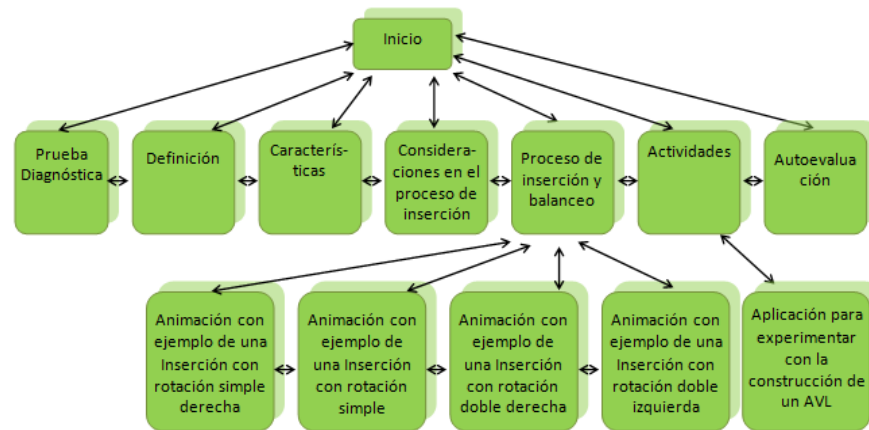 Inicio
Prueba
Diagnóstica
Definición
Caracterís-
ticas
Considera-
ciones en el
proceso de
inserción
Proceso de
inserción y
balanceo
Actividades
Autoevalua
ción
Animación con
ejemplo de una
Inserción con
rotación simple
derecha
Animación con
ejemplo de
una Inserción
con rotación
simple
Animación con
ejemplo de
una Inserción
con rotación
doble derecha
Animación con
ejemplo de una
Inserción con
rotación doble
izquierda
Aplicación para
experimentar
con la
construcción de
un AVL